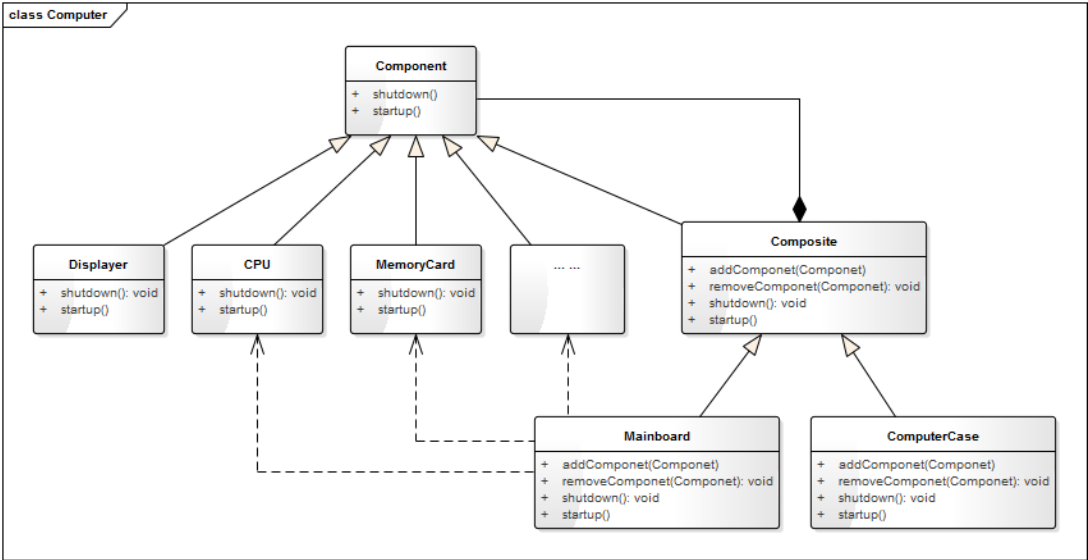 class Computer
Component
+ shutdown()
+ startup()
Displayer
+ shutdown(): void
+ startup()
CPU
+ shutdown(): void
+ startup()
MemoryCard
+ shutdown(): void
+ startup()
... ...
Composite
+ addComponet(Componet)
+ removeComponet(Componet): void
+ shutdown(): void
+ startup()
Mainboard
+ addComponet(Componet)
+ removeComponet(Componet): void
+ shutdown(): void
+ startup()
ComputerCase
+ addComponet(Componet)
+ removeComponet(Componet): void
+ shutdown(): void
+ startup()